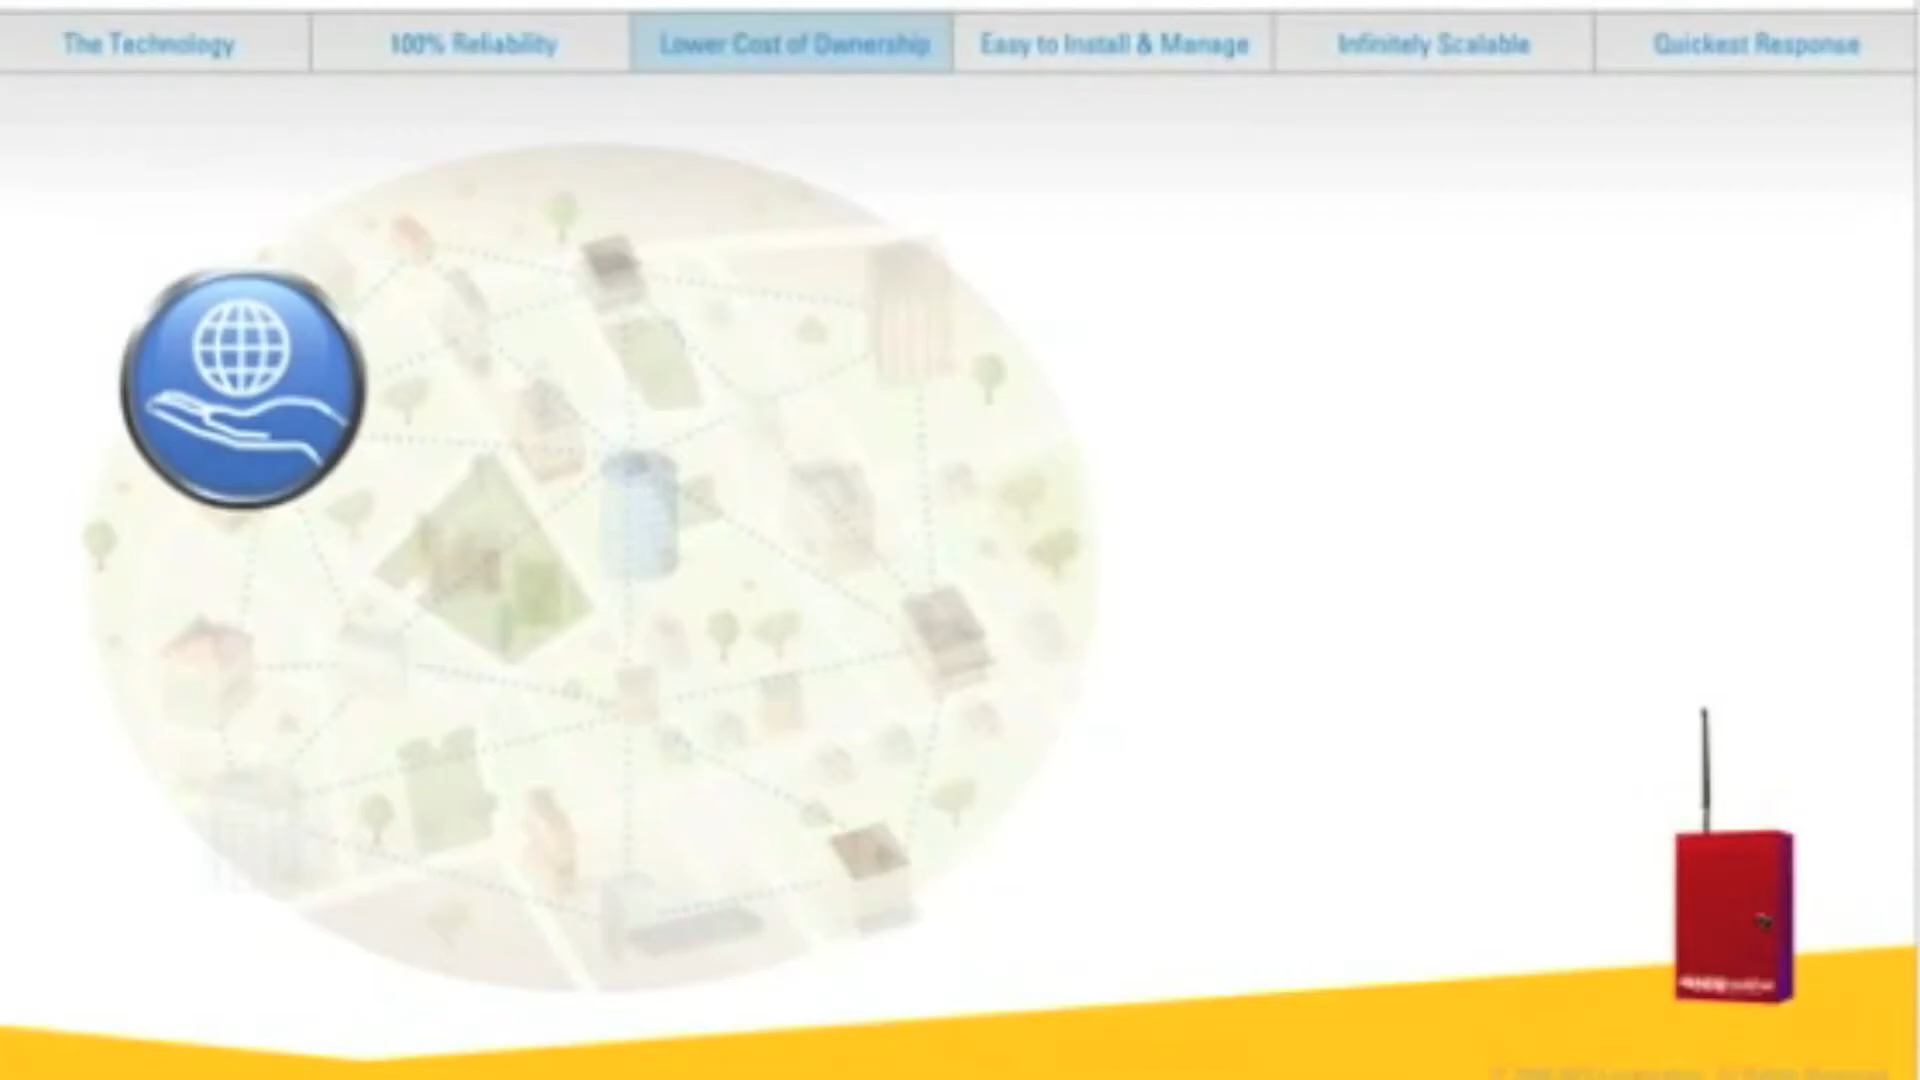 The Technology
100% Reliability
Lower Cost of Ownership
Easy to Install & Manage
Infinitely Scalable
Quickest Response